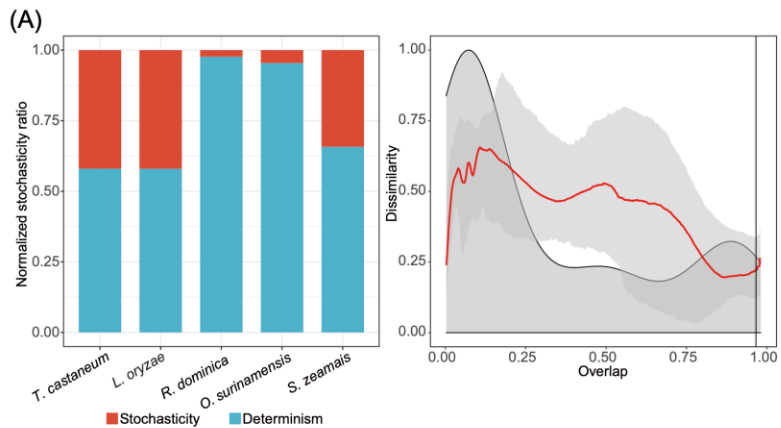 (A)
Normalized stochasticity ratio
1.00
0.75
0.50
0.25
0.00
T. castaneum
L. oryzae
R. dominica
O. surinamensis
S. zeamais
Stochasticity
Determinism
Dissimilarity
1.00
0.75
0.50
0.25
0.00
0.00 0.25 0.50 0.75 1.00
Overlap